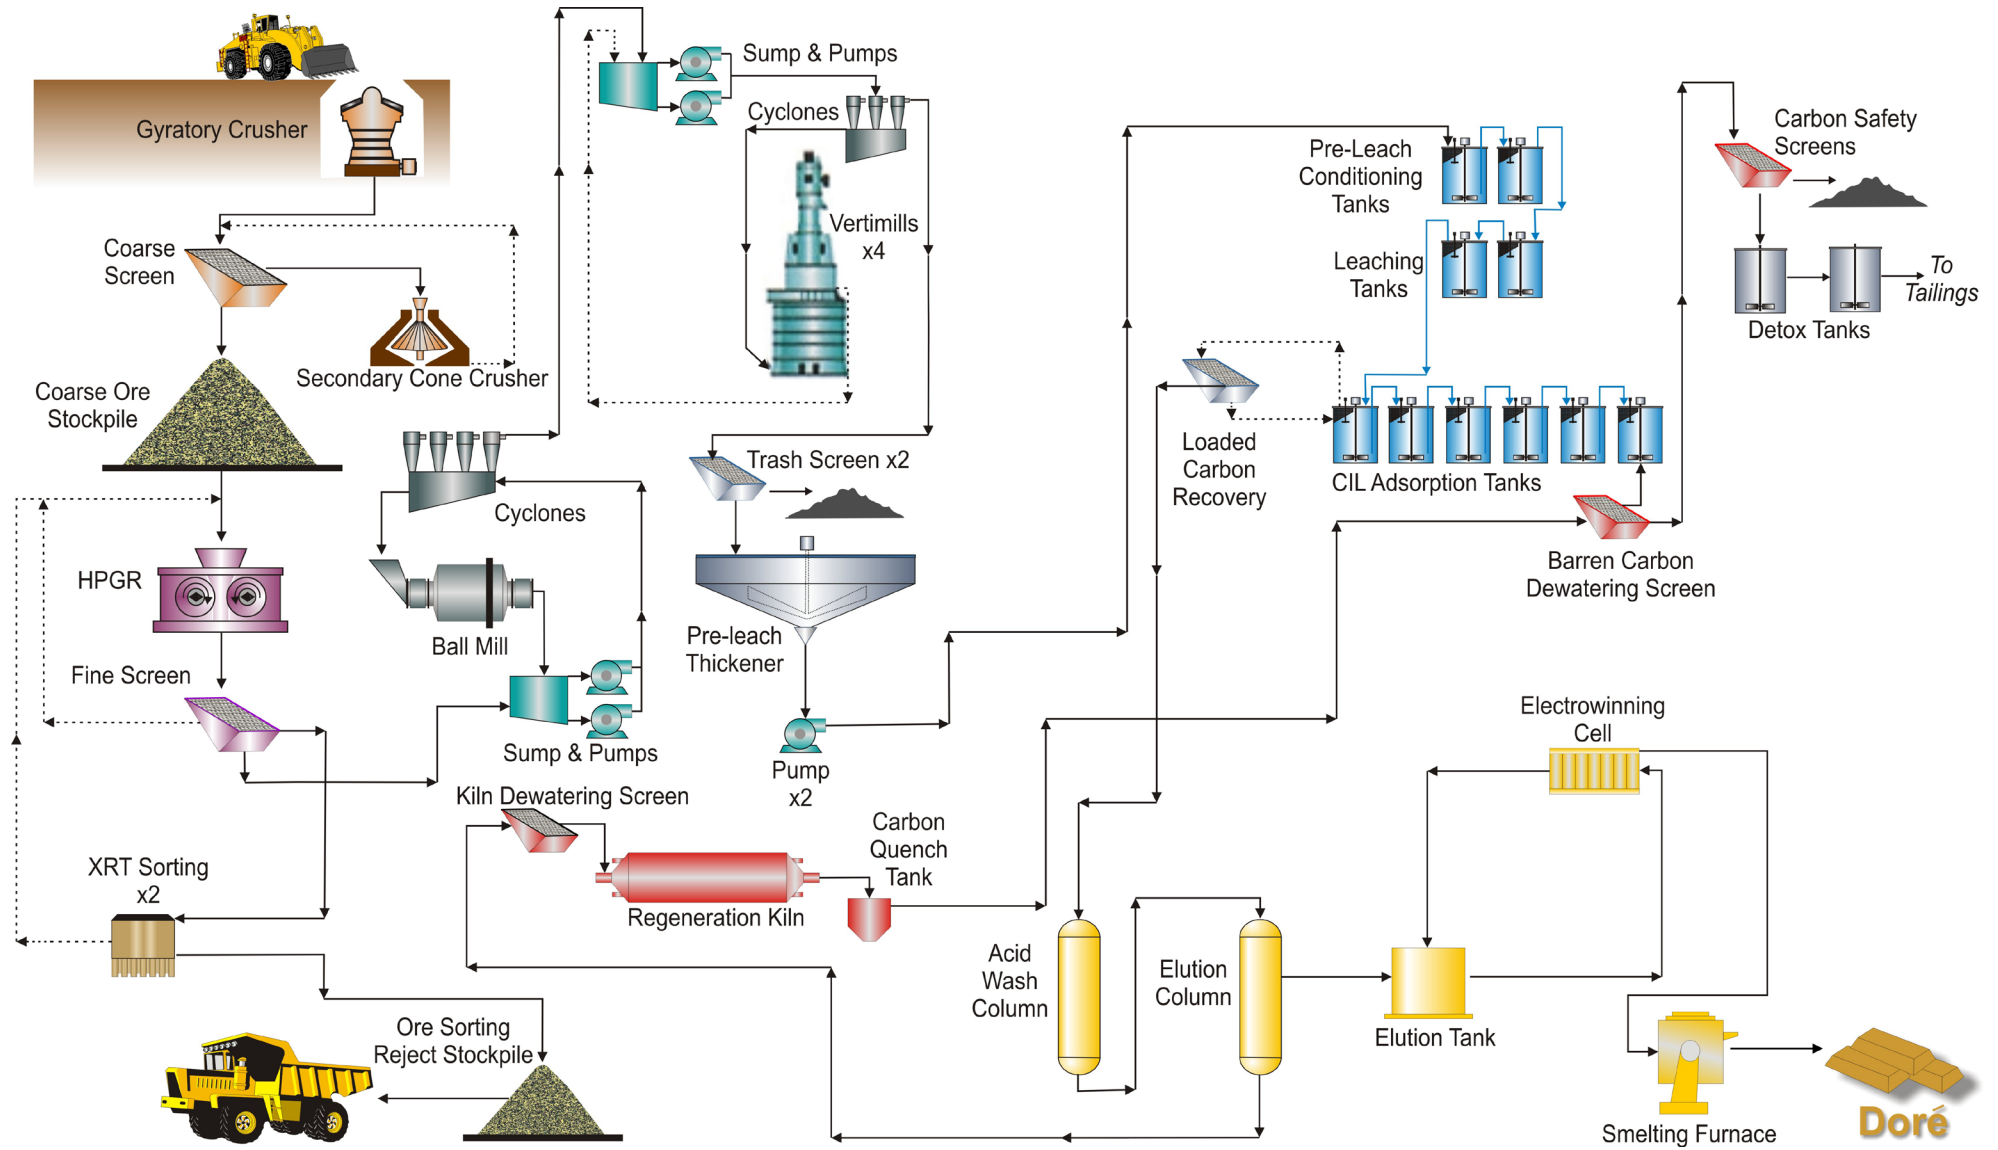 Gyratory Crusher
Coarse
Screen
Secondary Cone Crusher
Coarse Ore
Stockpile
HPGR
Fine Screen
XRT Sorting
x2
Ore Sorting
Reject Stockpile
Cyclones
Ball Mill
Sump & Pumps
Sump & Pumps
Cyclones
Vertimills
x4
Trash Screen x2
Pre-leach
Thickener
Pump
x2
Kiln Dewatering Screen
Regeneration Kiln
Carbon
Quench
Tank
Pre-Leach
Conditioning
Tanks
Leaching
Tanks
Loaded
Carbon
Recovery
CIL Adsorption Tanks
Barren Carbon
Dewatering Screen
Carbon Safety
Screens
To
Tailings
Detox Tanks
Acid
Wash
Column
Elution
Column
Elution Tank
Electrowinning
Cell
Smelting Furnace
Doré